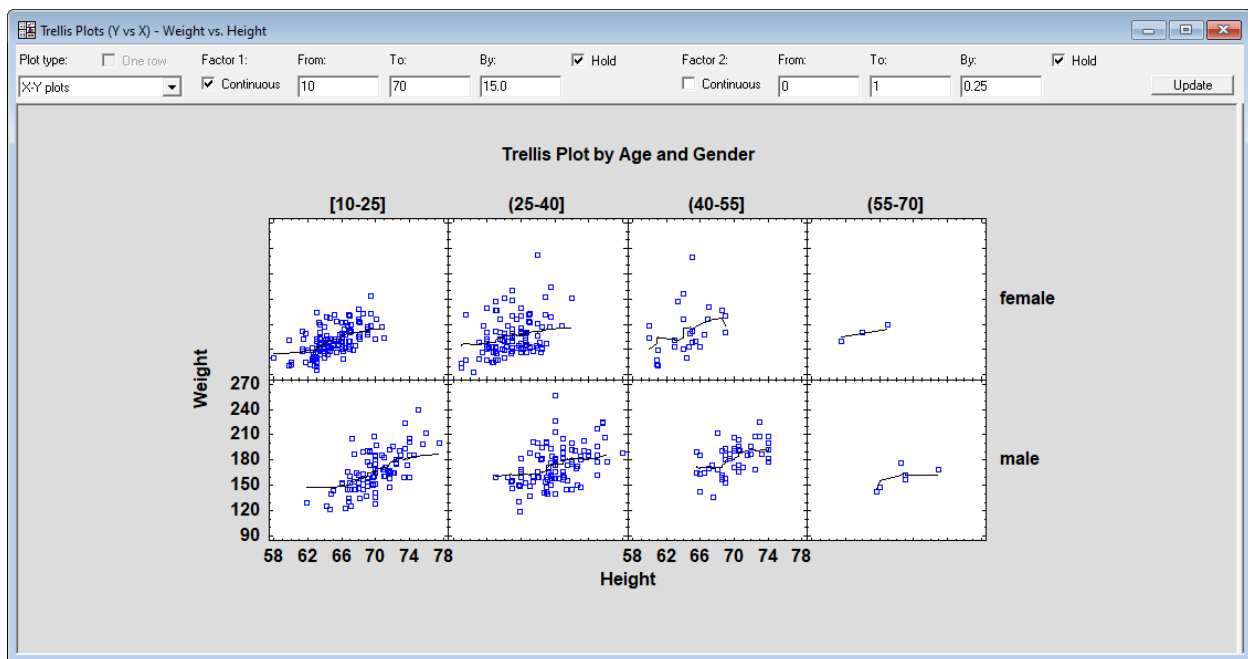 Trellis Plots (Y vs X) - Weight vs. Height
Plot type: One row Factor 1: From: To: By: Hold Factor 2: From: To: By: Hold
X-Y plots Continuous 10 70 15.0 Continuous 0 1 0.25 Update
Trellis Plot by Age and Gender
[10-25] (25-40] (40-55] (55-70]
female
Weight
270
240
210
180
150
120
90
male
58 62 66 70 74 78 58 62 66 70 74 78
Height